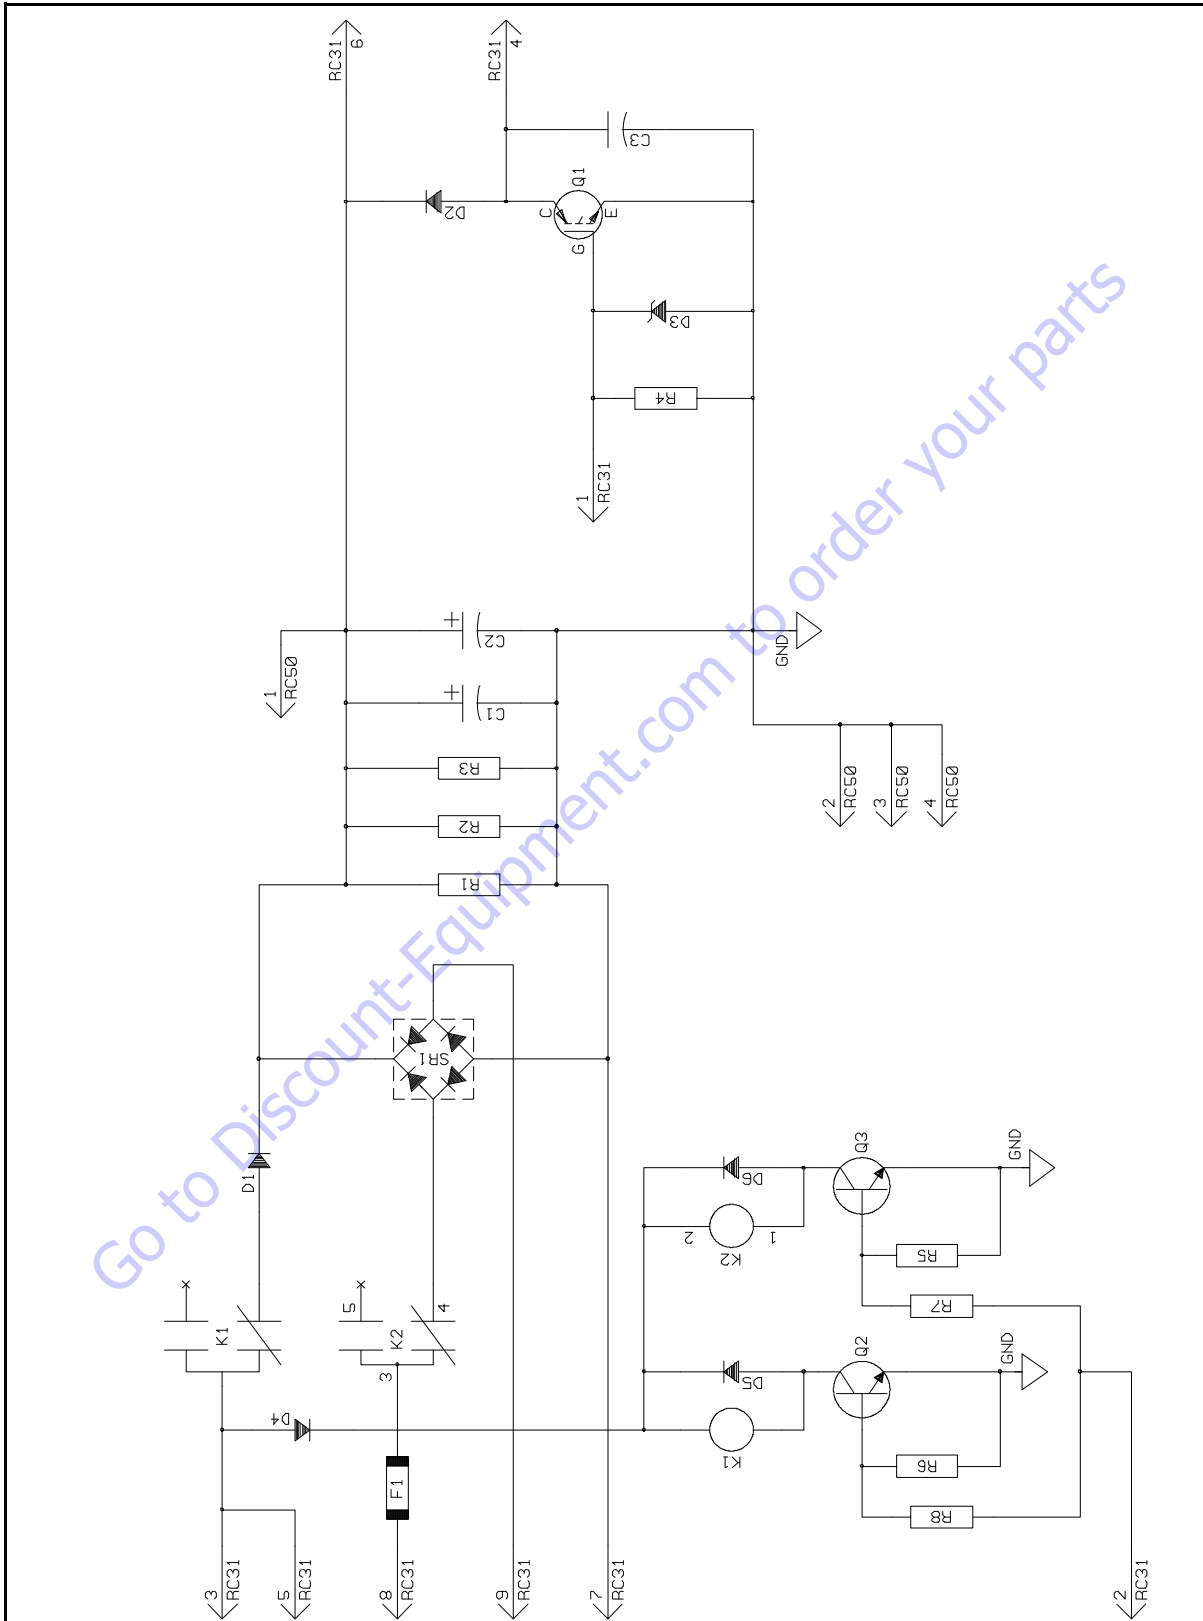 RC31
6
RC31
4
C3
Q1
D2
C
E
G
D3
R4
1
RC31
1
RC50
C2
GND
C1
R3
2
RC50
3
RC50
4
RC50
R2
R1
SR1
D1
Q3
GND
D6
2
1
K2
R5
R7
5
4
K1
K2
3
Q2
GND
D5
K1
R6
R8
D4
F1
3
RC31
5
RC31
8
RC31
9
RC31
7
RC31
2
RC31
Go to Discount-Equipment.com to order your parts